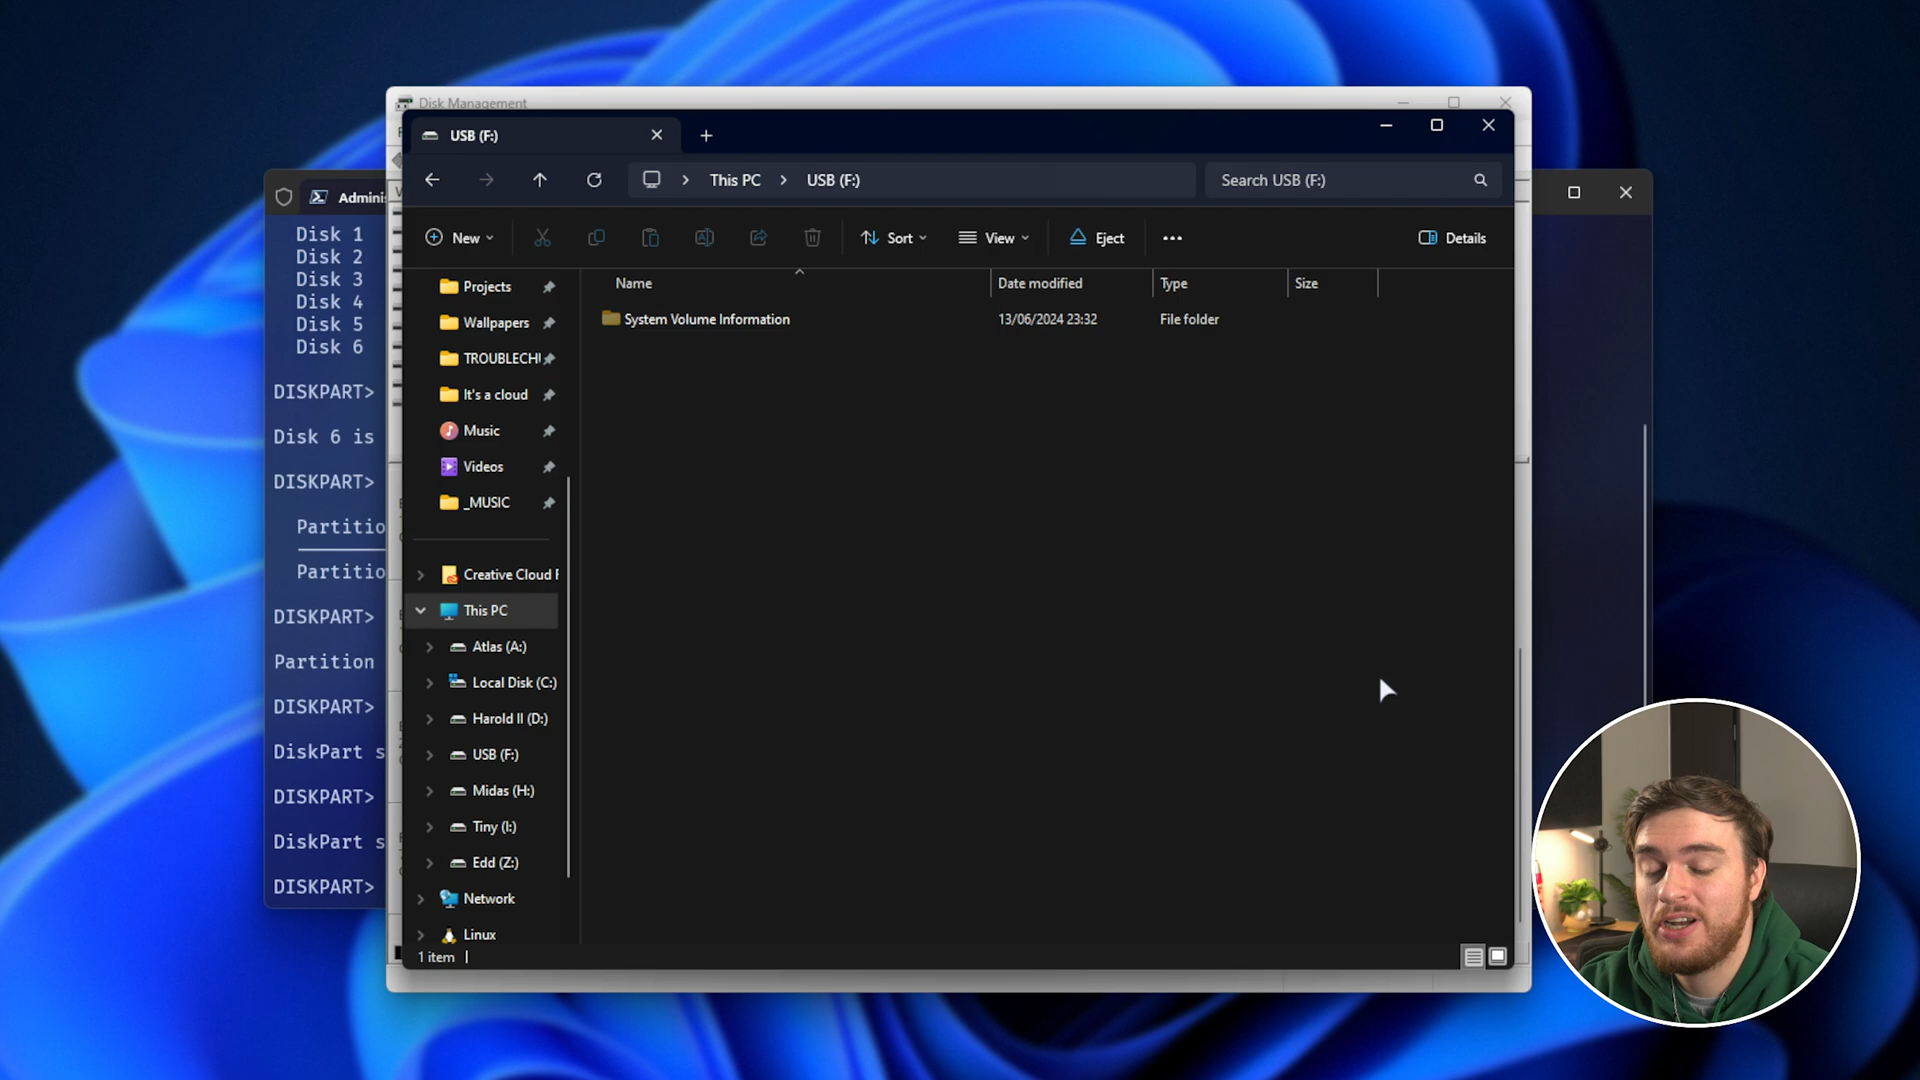 Disk Management
USB (F:)
This PC > USB (F:)
Search USB (F:)
New
Sort
View
Eject
Details
Name
Date modified
Type
Size
System Volume Information
13/06/2024 23:32
File folder
Projects
Wallpapers
TROUBLECH
It's a cloud
Music
Videos
_MUSIC
Creative Cloud F
This PC
Atlas (A:)
Local Disk (C:)
Harold II (D:)
USB (F:)
Midas (H:)
Tiny (I:)
Edd (Z:)
Network
Linux
1 item
Adminis
Disk 1
Disk 2
Disk 3
Disk 4
Disk 5
Disk 6
DISKPART>
Disk 6 is
DISKPART>
Partitio
Partitio
DISKPART>
Partition
DISKPART>
DiskPart s
DISKPART>
DiskPart s
DISKPART>